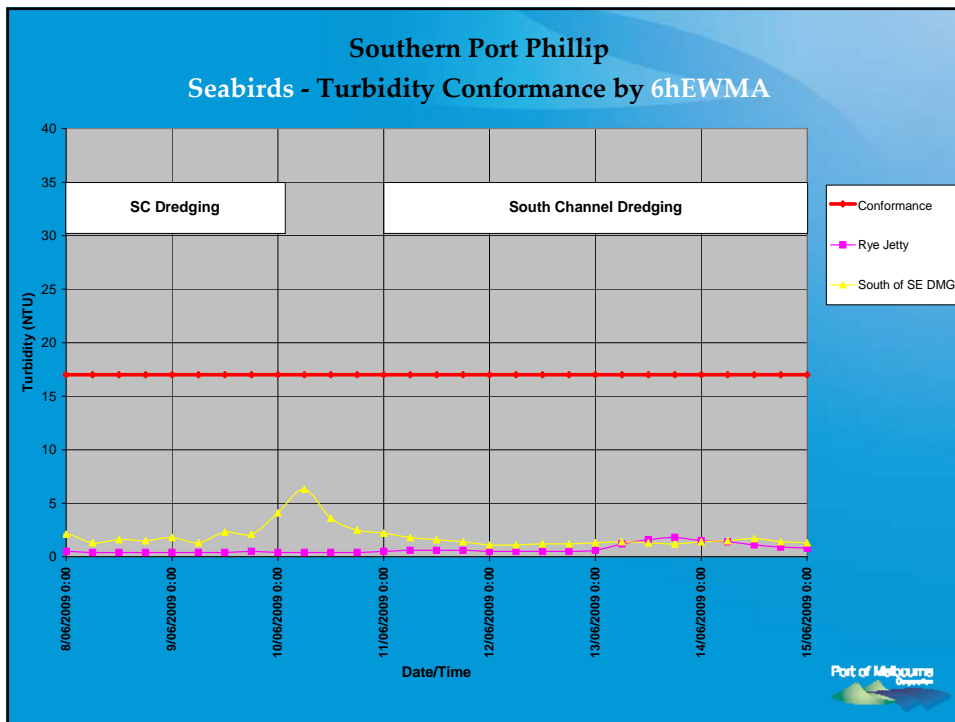 Southern Port Phillip
Seabirds - Turbidity Conformance by 6hEWMA
40
35
30
25
20
15
10
5
0
Turbidity (NTU)
SC Dredging
South Channel Dredging
Conformance
Rye Jetty
South of SE DMG
8/06/2009 0:00
9/06/2009 0:00
10/06/2009 0:00
11/06/2009 0:00
12/06/2009 0:00
13/06/2009 0:00
14/06/2009 0:00
15/06/2009 0:00
Date/Time
Port of Melbourne
Corporation